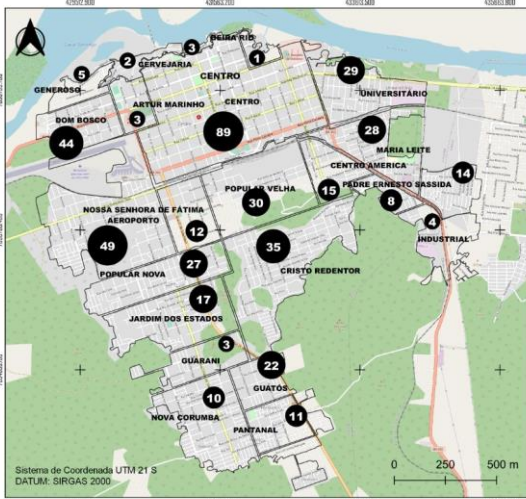 BEIRA RIO
3
1
2
CERVEJARIA
5
CENTRO
29
GENEROSO
ARTUR MARINHO
CENTRO
UNIVERSITÁRIO
DOM BOSCO
3
89
28
44
MARIA LEITE
CENTRO AMERICA
14
POPULAR VELHA
PADRE ERNESTO SASSIDA
15
30
8
NOSSA SENHORA DE FÁTIMA
AEROPORTO
4
12
49
35
INDUSTRIAL
27
POPULAR NOVA
CRISTO REDENTOR
17
JARDIM DOS ESTADOS
3
GUARANI
22
GUATÓS
10
NOVA CORUMBA
11
PANTANAL
Sistema de Coordenada UTM 21 S
DATUM: SIRGAS 2000
0 250 500 m